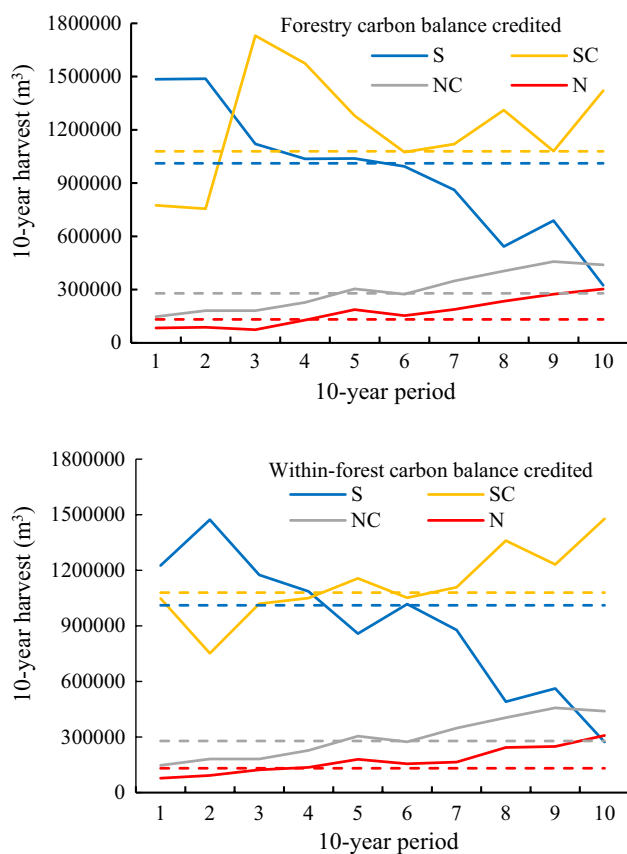 Forestry carbon balance credited
S SC
NC N
1800000
1500000
1200000
900000
600000
300000
0
10-year harvest (m³)
1 2 3 4 5 6 7 8 9 10
10-year period
Within-forest carbon balance credited
S SC
NC N
1800000
1500000
1200000
900000
600000
300000
0
10-year harvest (m³)
1 2 3 4 5 6 7 8 9 10
10-year period